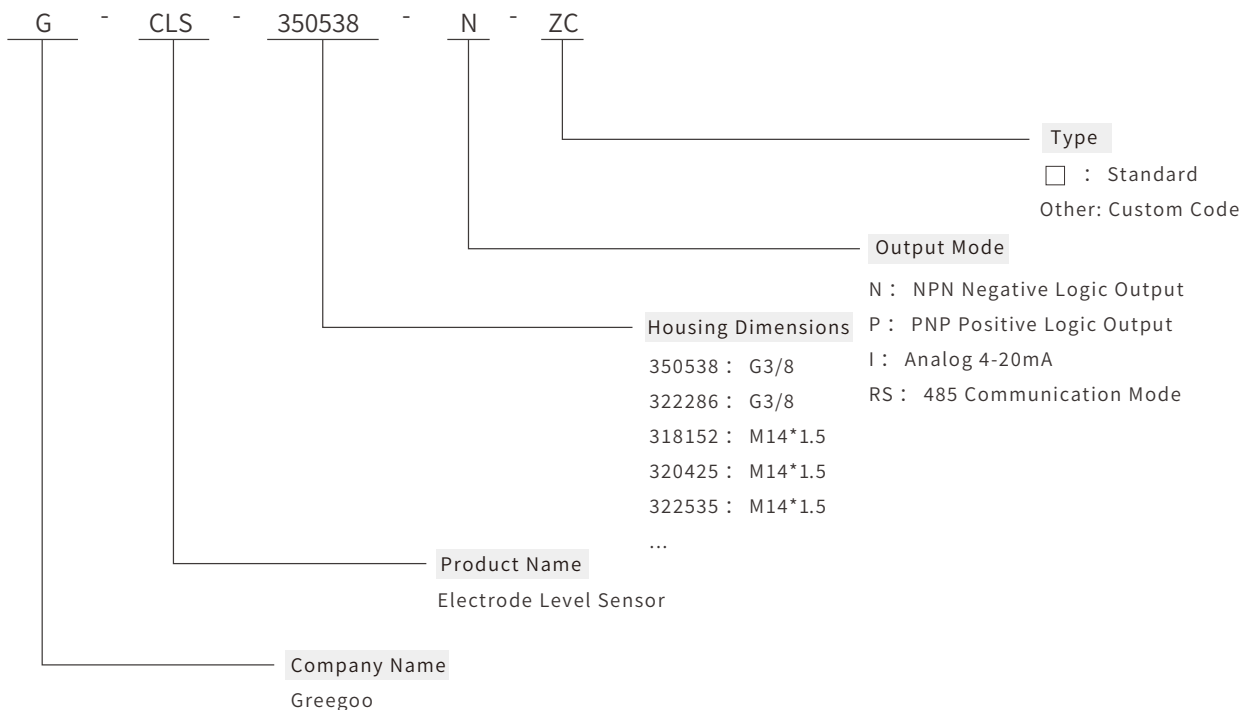 G - CLS - 350538 - N - ZC
Type
□ : Standard
Other: Custom Code
Output Mode
N : NPN Negative Logic Output
P : PNP Positive Logic Output
I : Analog 4-20mA
RS : 485 Communication Mode
Housing Dimensions
350538 : G3/8
322286 : G3/8
318152 : M14*1.5
320425 : M14*1.5
322535 : M14*1.5
...
Product Name
Electrode Level Sensor
Company Name
Greegoo